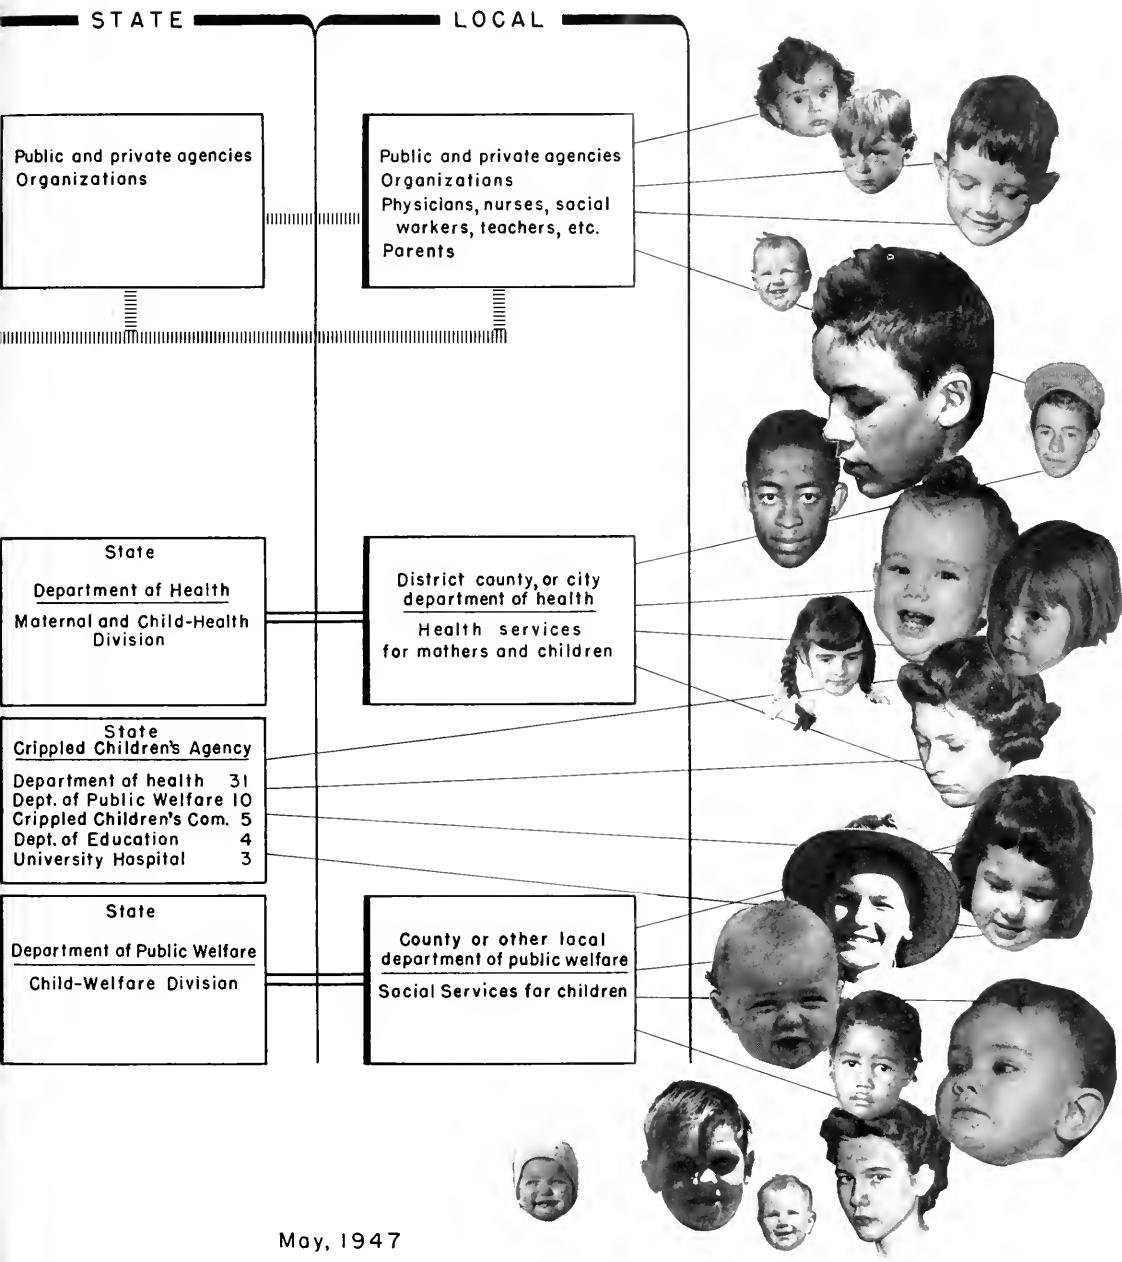 STATE
LOCAL
Public and private agencies
Organizations
Public and private agencies
Organizations
Physicians, nurses, social
workers, teachers, etc.
Parents
State
Department of Health
Maternal and Child-Health
Division
District county, or city
department of health
Health services
for mothers and children
State
Crippled Children's Agency
Department of health 31
Dept. of Public Welfare 10
Crippled Children's Com. 5
Dept. of Education 4
University Hospital 3
State
Department of Public Welfare
Child-Welfare Division
County or other local
department of public welfare
Social Services for children
May, 1947